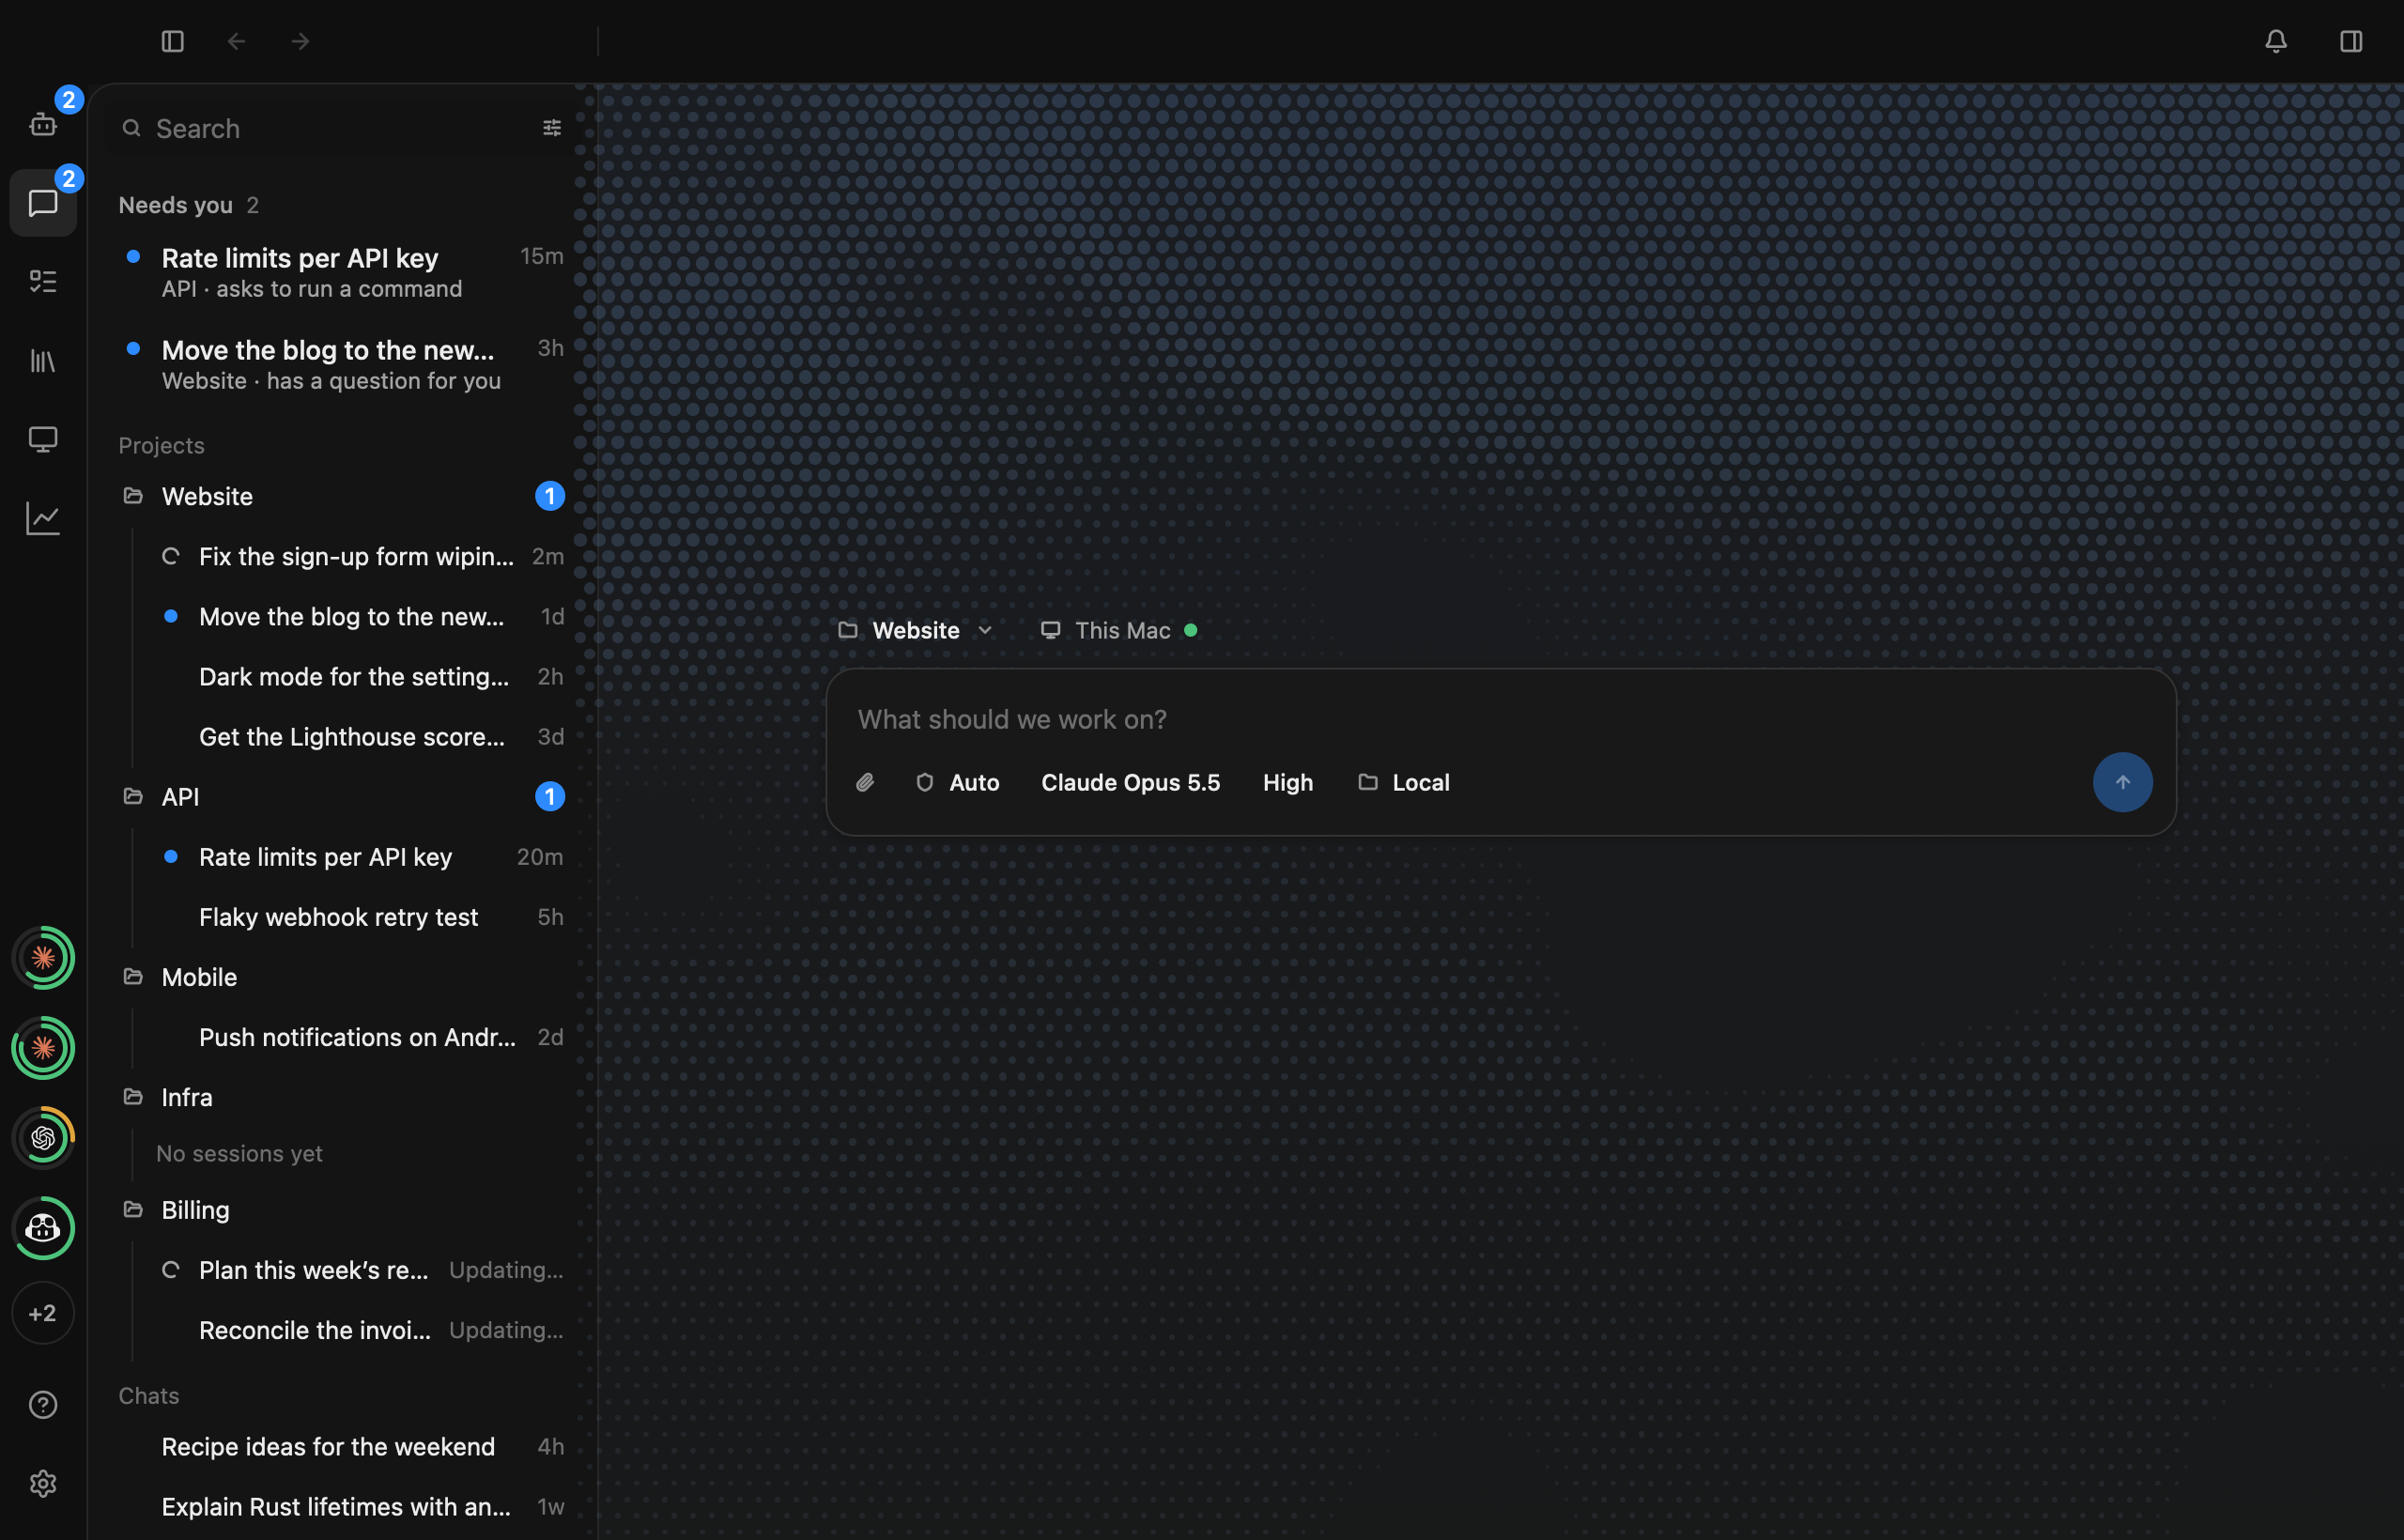 2
2
Search
Needs you 2
Rate limits per API key 15m
API · asks to run a command
Move the blog to the new... 3h
Website · has a question for you
Projects
Website 1
Fix the sign-up form wipin... 2m
Move the blog to the new... 1d
Dark mode for the setting... 2h
Get the Lighthouse score... 3d
API 1
Rate limits per API key 20m
Flaky webhook retry test 5h
Mobile
Push notifications on Andr... 2d
Infra
No sessions yet
Billing
Plan this week’s re... Updating...
Reconcile the invoi... Updating...
Chats
Recipe ideas for the weekend 4h
Explain Rust lifetimes with an... 1w
+2
Website This Mac
What should we work on?
Auto Claude Opus 5.5 High Local